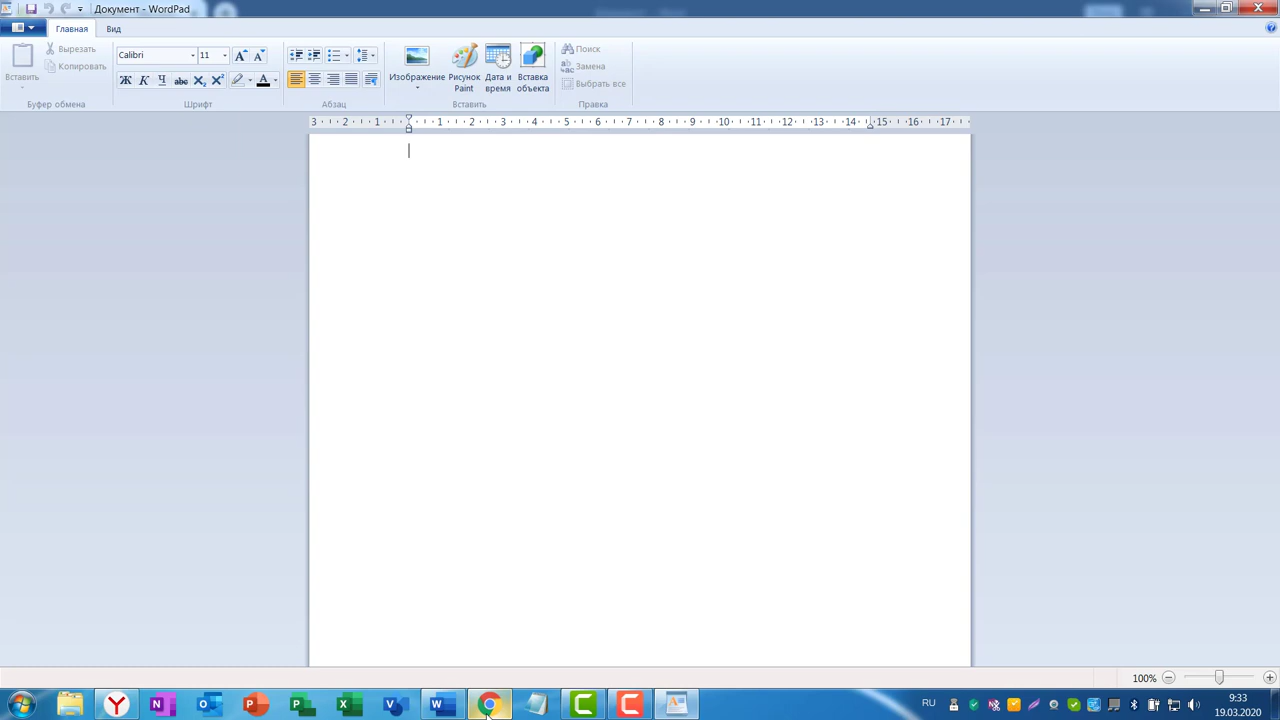 Документ - WordPad
Главная Вид
Вставить
Вырезать
Копировать
Буфер обмена
Calibri 11
Ж К Ч abc X₂ X² A
Шрифт
Абзац
Изображение
Рисунок Paint
Дата и время
Вставка объекта
Вставить
Поиск
Замена
Выбрать все
Правка
3 2 1 1 2 3 4 5 6 7 8 9 10 11 12 13 14 15 16 17
100%
RU
9:33
19.03.2020